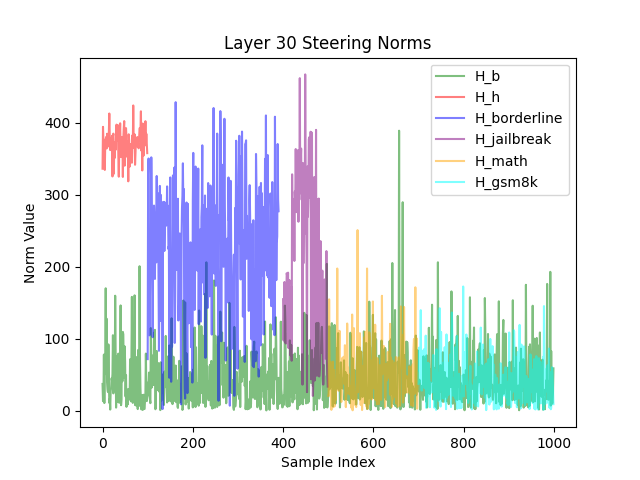 Layer 30 Steering Norms
H_b
H_h
H_borderline
H_jailbreak
H_math
H_gsm8k
Norm Value
400
300
200
100
0
0
200
400
600
800
1000
Sample Index